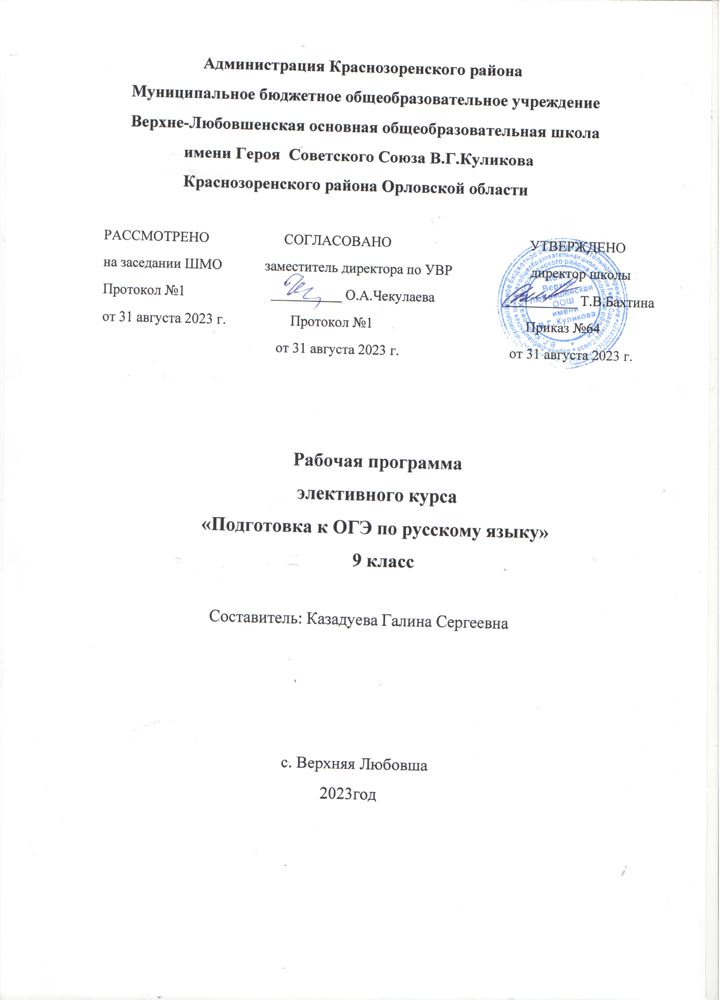 Администрация Краснозоренского района
Муниципальное бюджетное общеобразовательное учреждение
Верхне-Любовшенская основная общеобразовательная школа
имени Героя  Советского Союза В.Г.Куликова
Краснозоренского района Орловской области
РАССМОТРЕНО
на заседании ШМО
Протокол №1
от 31 августа 2023 г.
СОГЛАСОВАНО
заместитель директора по УВР
__________ О.А.Чекулаева
Протокол №1
от 31 августа 2023 г.
УТВЕРЖДЕНО
директор школы
__________ Т.В.Бахтина
Приказ №64
от 31 августа 2023 г.
Верхне-
Любовшенская
ООШ
имени
В.Г. Куликова
Рабочая программа
элективного курса
«Подготовка к ОГЭ по русскому языку»
9 класс
Составитель: Казадуева Галина Сергеевна
с. Верхняя Любовша
2023год